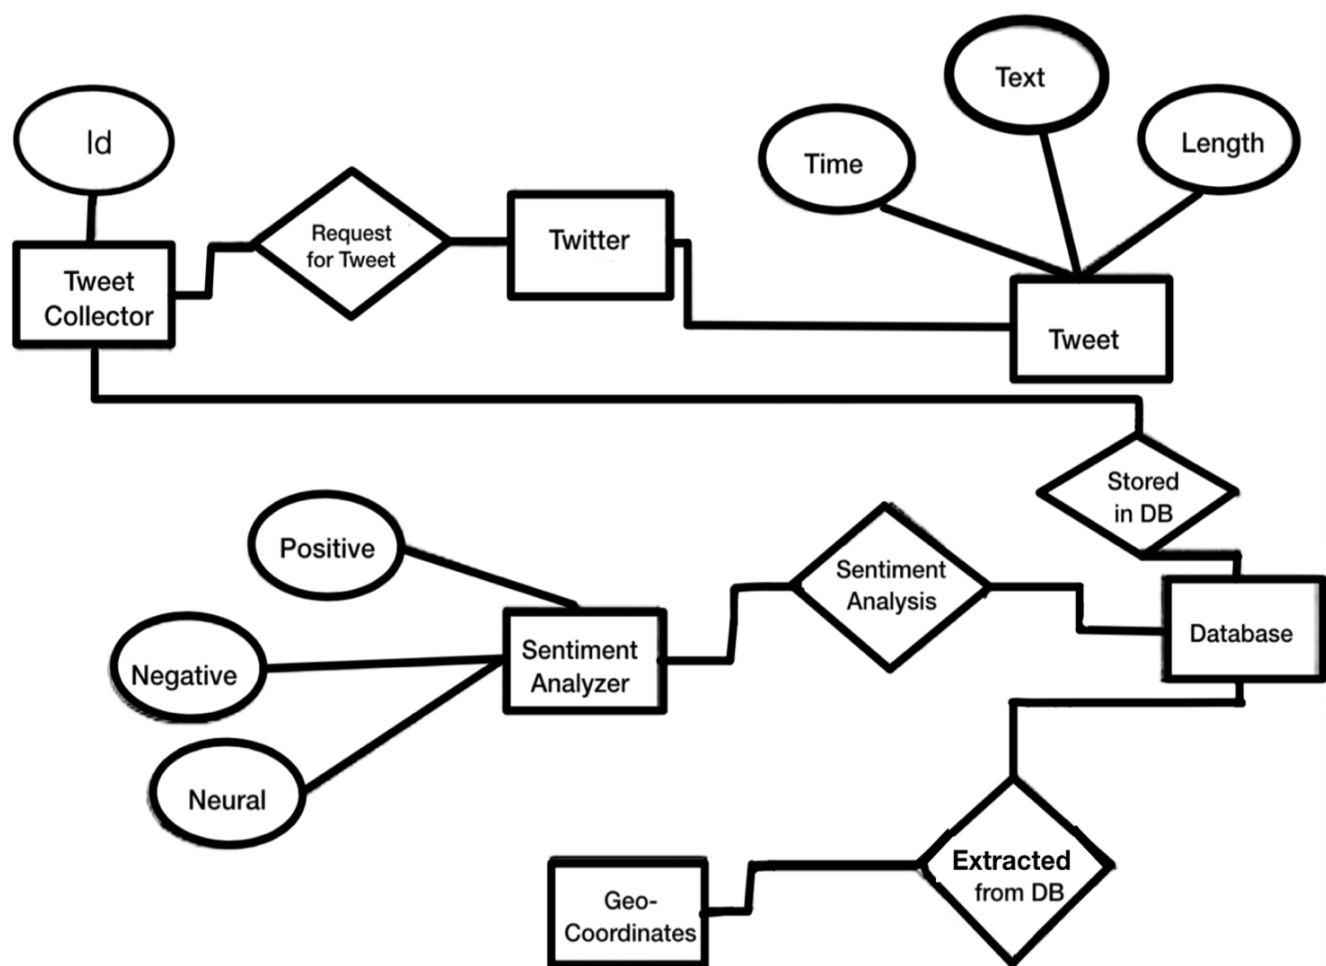 Id
Text
Time
Length
Request
for Tweet
Twitter
Tweet
Collector
Tweet
Stored
in DB
Positive
Sentiment
Analysis
Database
Negative
Sentiment
Analyzer
Neural
Extracted
from DB
Geo-
Coordinates